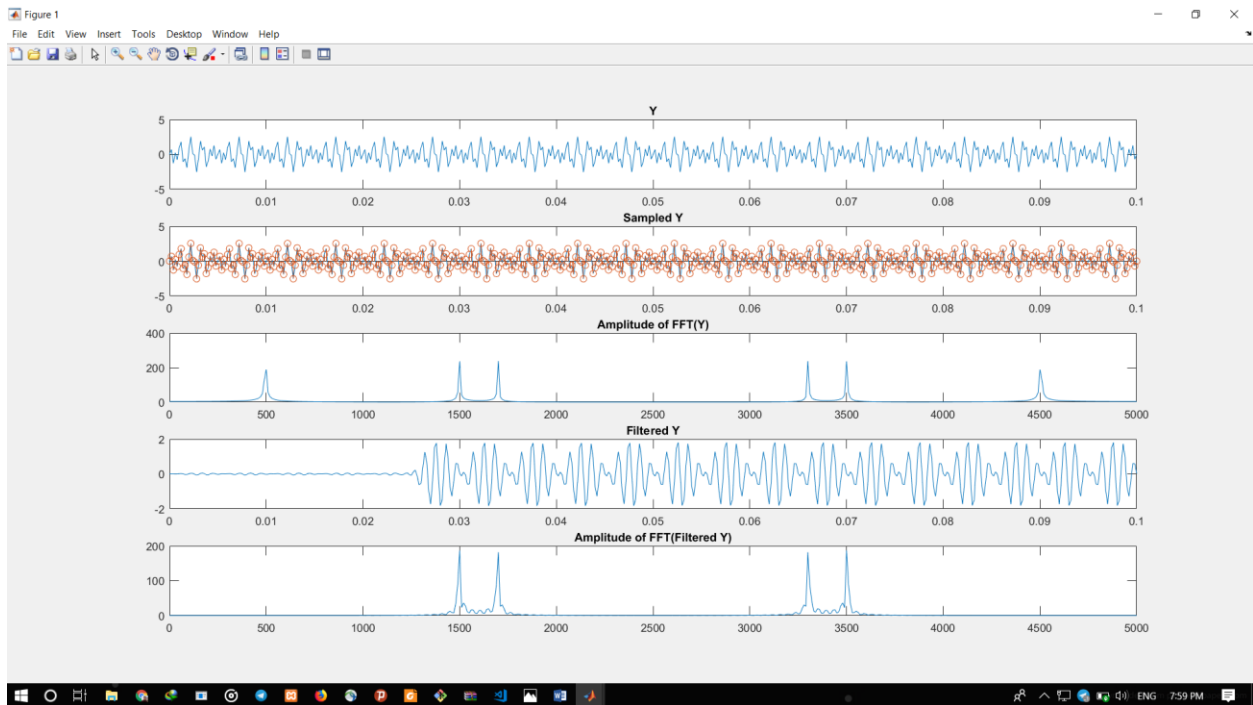 Figure 1
File Edit View Insert Tools Desktop Window Help
Y
5
0
-5
0 0.01 0.02 0.03 0.04 0.05 0.06 0.07 0.08 0.09 0.1
Sampled Y
5
0
-5
0 0.01 0.02 0.03 0.04 0.05 0.06 0.07 0.08 0.09 0.1
Amplitude of FFT(Y)
400
200
0
0 500 1000 1500 2000 2500 3000 3500 4000 4500 5000
Filtered Y
2
0
-2
0 0.01 0.02 0.03 0.04 0.05 0.06 0.07 0.08 0.09 0.1
Amplitude of FFT(Filtered Y)
200
100
0
0 500 1000 1500 2000 2500 3000 3500 4000 4500 5000
ENG 7:59 PM